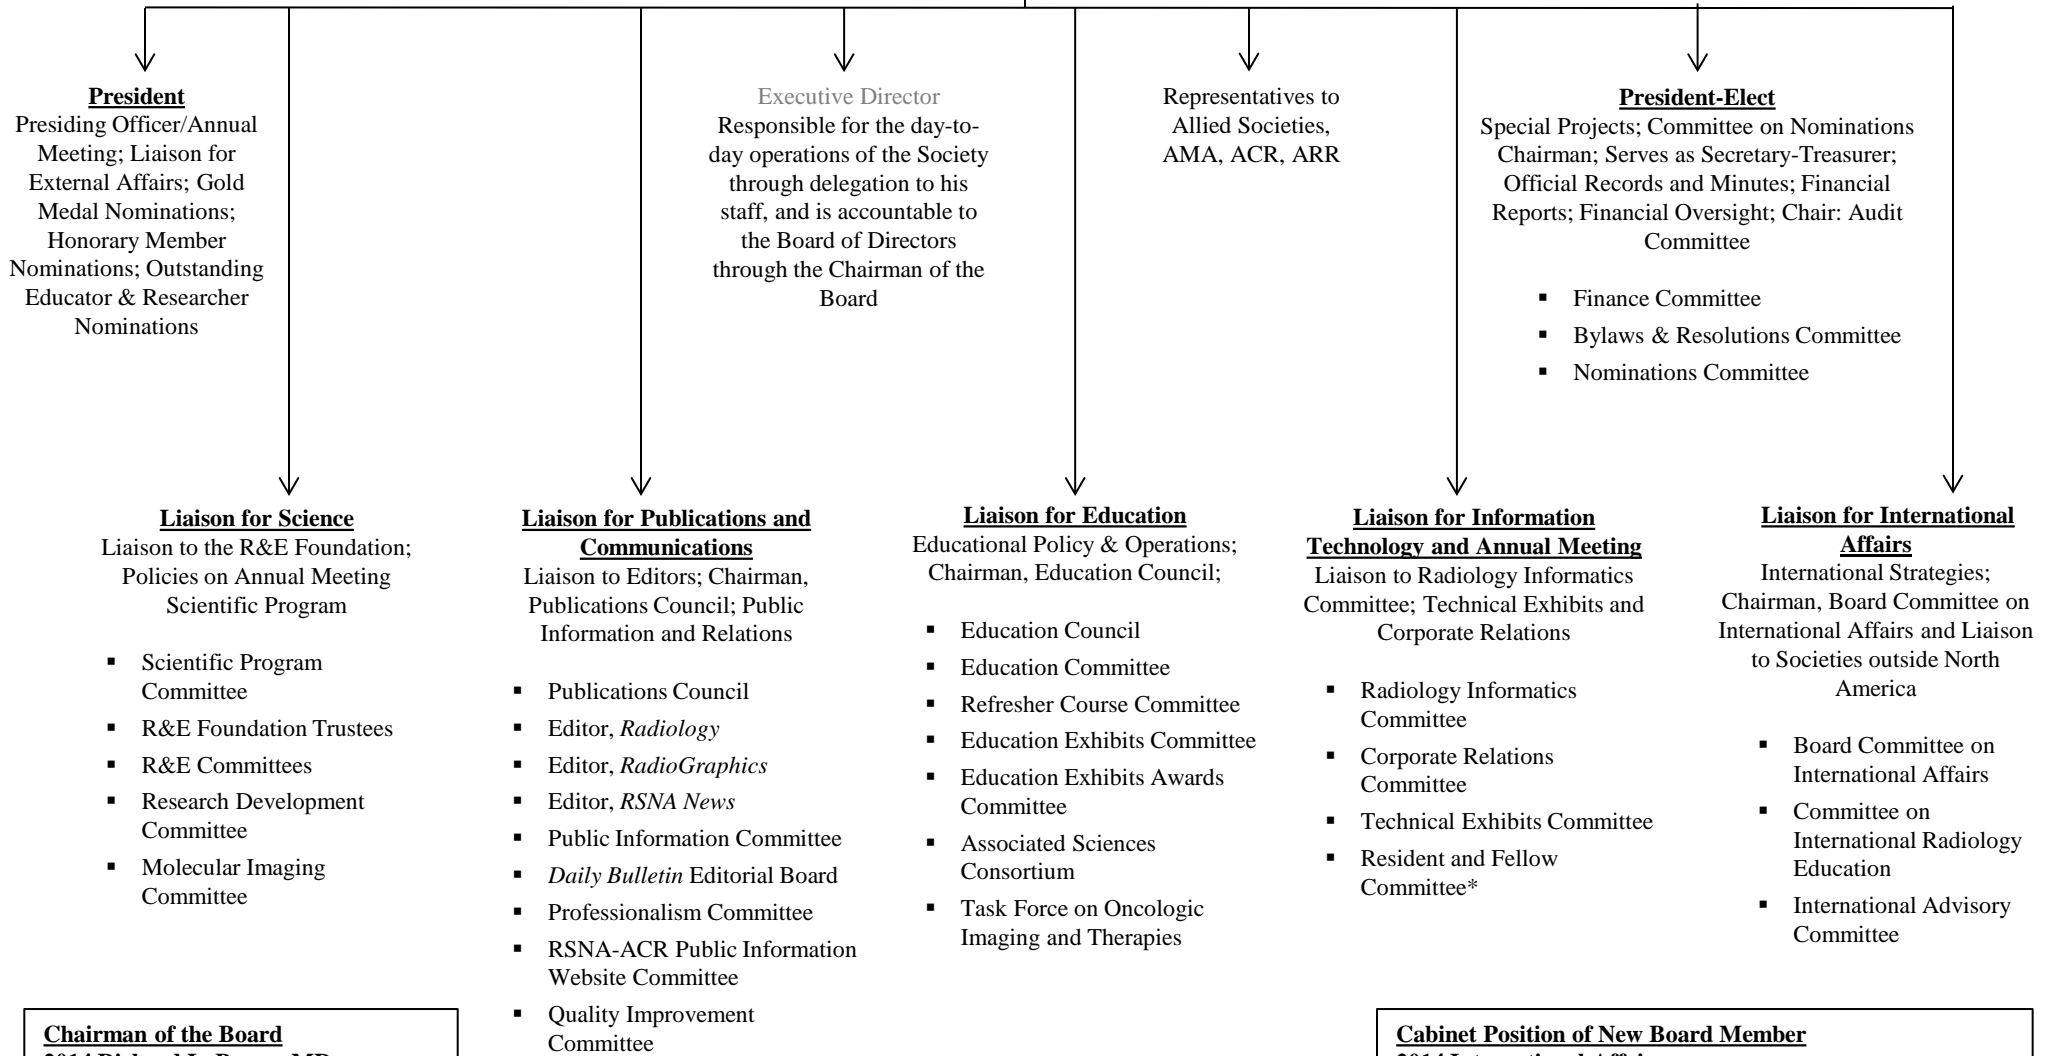 President
Presiding Officer/Annual
Meeting; Liaison for
External Affairs; Gold
Medal Nominations;
Honorary Member
Nominations; Outstanding
Educator & Researcher
Nominations
Executive Director
Responsible for the day-to-
day operations of the Society
through delegation to his
staff, and is accountable to
the Board of Directors
through the Chairman of the
Board
Representatives to
Allied Societies,
AMA, ACR, ARR
President-Elect
Special Projects; Committee on Nominations
Chairman; Serves as Secretary-Treasurer;
Official Records and Minutes; Financial
Reports; Financial Oversight; Chair: Audit
Committee
▪ Finance Committee
▪ Bylaws & Resolutions Committee
▪ Nominations Committee
Liaison for Science
Liaison to the R&E Foundation;
Policies on Annual Meeting
Scientific Program
▪ Scientific Program
Committee
▪ R&E Foundation Trustees
▪ R&E Committees
▪ Research Development
Committee
▪ Molecular Imaging
Committee
Liaison for Publications and
Communications
Liaison to Editors; Chairman,
Publications Council; Public
Information and Relations
▪ Publications Council
▪ Editor, Radiology
▪ Editor, RadioGraphics
▪ Editor, RSNA News
▪ Public Information Committee
▪ Daily Bulletin Editorial Board
▪ Professionalism Committee
▪ RSNA-ACR Public Information
Website Committee
▪ Quality Improvement
Committee
Liaison for Education
Educational Policy & Operations;
Chairman, Education Council;
▪ Education Council
▪ Education Committee
▪ Refresher Course Committee
▪ Education Exhibits Committee
▪ Education Exhibits Awards
Committee
▪ Associated Sciences
Consortium
▪ Task Force on Oncologic
Imaging and Therapies
Liaison for Information
Technology and Annual Meeting
Liaison to Radiology Informatics
Committee; Technical Exhibits and
Corporate Relations
▪ Radiology Informatics
Committee
▪ Corporate Relations
Committee
▪ Technical Exhibits Committee
▪ Resident and Fellow
Committee*
Liaison for International
Affairs
International Strategies;
Chairman, Board Committee on
International Affairs and Liaison
to Societies outside North
America
▪ Board Committee on
International Affairs
▪ Committee on
International Radiology
Education
▪ International Advisory
Committee
Chairman of the Board
Cabinet Position of New Board Member